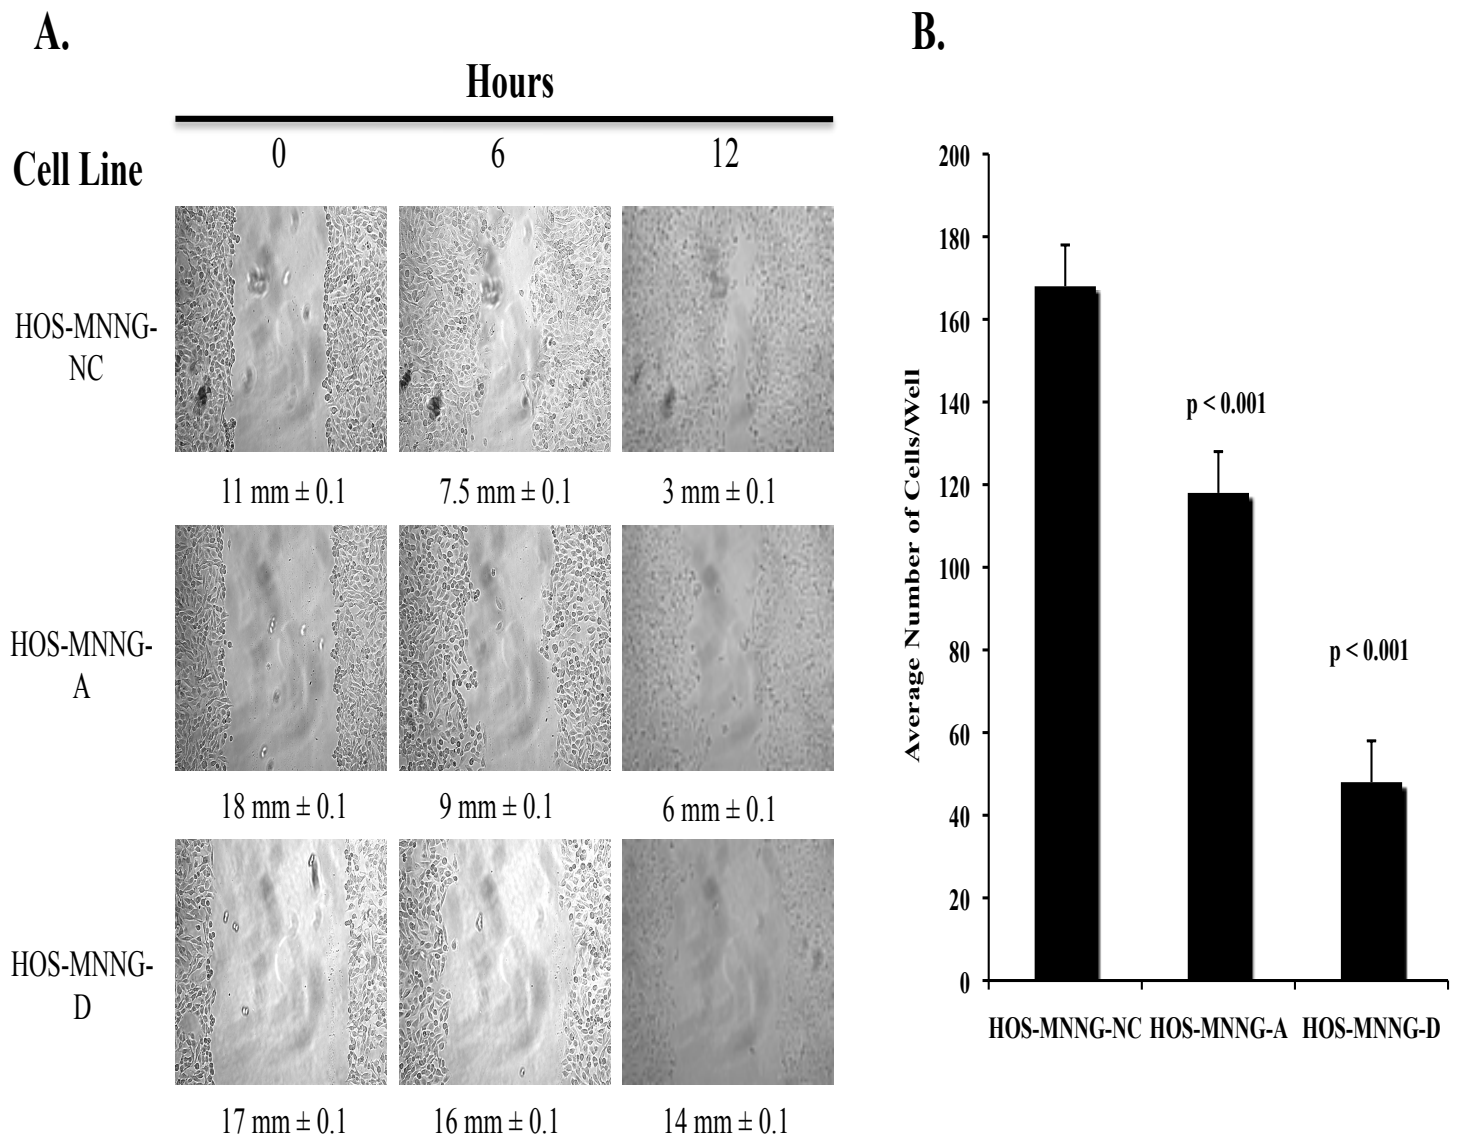 A.
Hours
Cell Line
0 6 12
HOS-MNNG-
NC
11 mm ± 0.1 7.5 mm ± 0.1 3 mm ± 0.1
HOS-MNNG-
A
18 mm ± 0.1 9 mm ± 0.1 6 mm ± 0.1
HOS-MNNG-
D
17 mm ± 0.1 16 mm ± 0.1 14 mm ± 0.1
B.
Average Number of Cells/Well
200
180
160
140
120
100
80
60
40
20
0
p < 0.001
p < 0.001
HOS-MNNG-NC HOS-MNNG-A HOS-MNNG-D